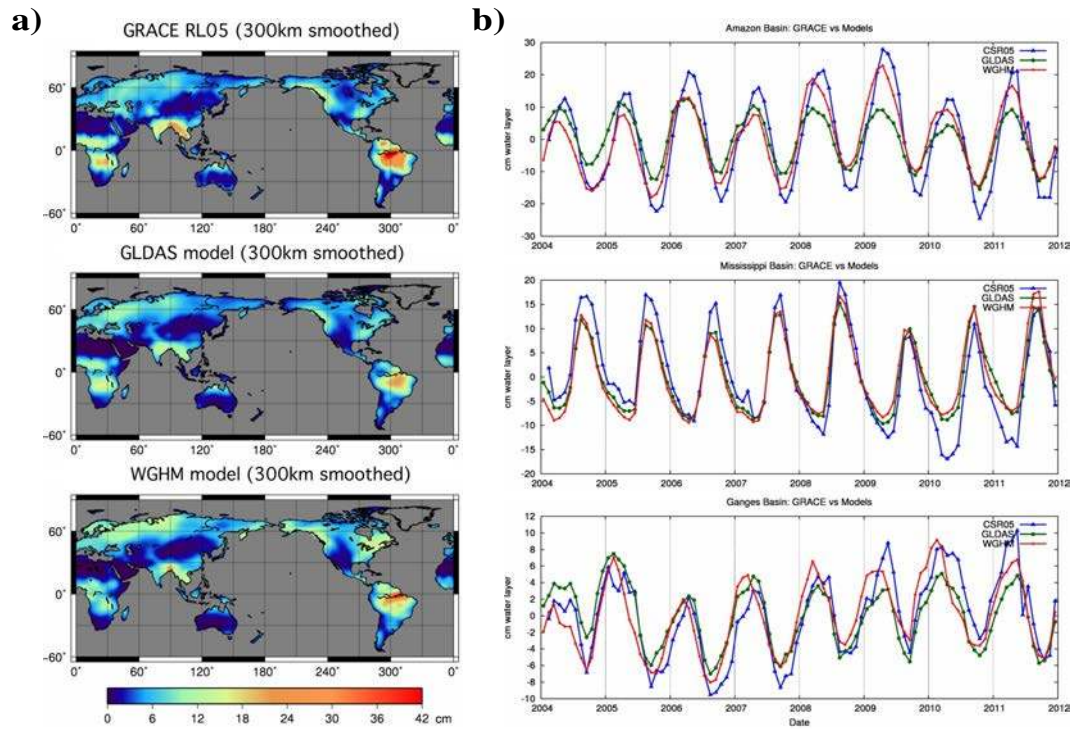 a)
GRACE RL05 (300km smoothed)
60˚
0˚
−60˚
0˚ 60˚ 120˚ 180˚ 240˚ 300˚ 0˚
GLDAS model (300km smoothed)
60˚
0˚
−60˚
0˚ 60˚ 120˚ 180˚ 240˚ 300˚ 0˚
WGHM model (300km smoothed)
60˚
0˚
−60˚
0˚ 60˚ 120˚ 180˚ 240˚ 300˚ 0˚
0 6 12 18 24 30 36 42 cm
b)
Amazon Basin: GRACE vs Models
CSR05
GLDAS
WGHM
cm water layer
30
20
10
0
-10
-20
-30
2004 2005 2006 2007 2008 2009 2010 2011 2012
Mississippi Basin: GRACE vs Models
CSR05
GLDAS
WGHM
cm water layer
20
15
10
5
0
-5
-10
-15
-20
2004 2005 2006 2007 2008 2009 2010 2011 2012
Ganges Basin: GRACE vs Models
CSR05
GLDAS
WGHM
cm water layer
12
10
8
6
4
2
0
-2
-4
-6
-8
-10
2004 2005 2006 2007 2008 2009 2010 2011 2012
Date